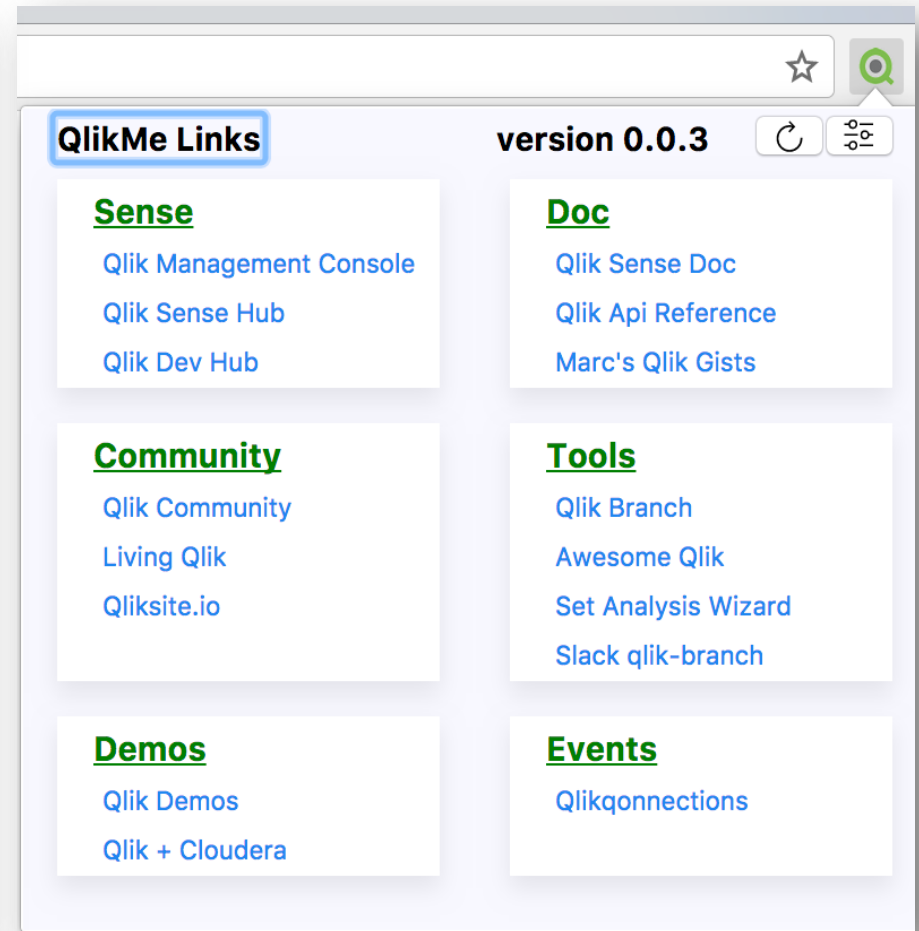 QlikMe Links
version 0.0.3
Sense
Qlik Management Console
Qlik Sense Hub
Qlik Dev Hub
Doc
Qlik Sense Doc
Qlik Api Reference
Marc's Qlik Gists
Community
Qlik Community
Living Qlik
Qliksite.io
Tools
Qlik Branch
Awesome Qlik
Set Analysis Wizard
Slack qlik-branch
Demos
Qlik Demos
Qlik + Cloudera
Events
Qlikqonnections